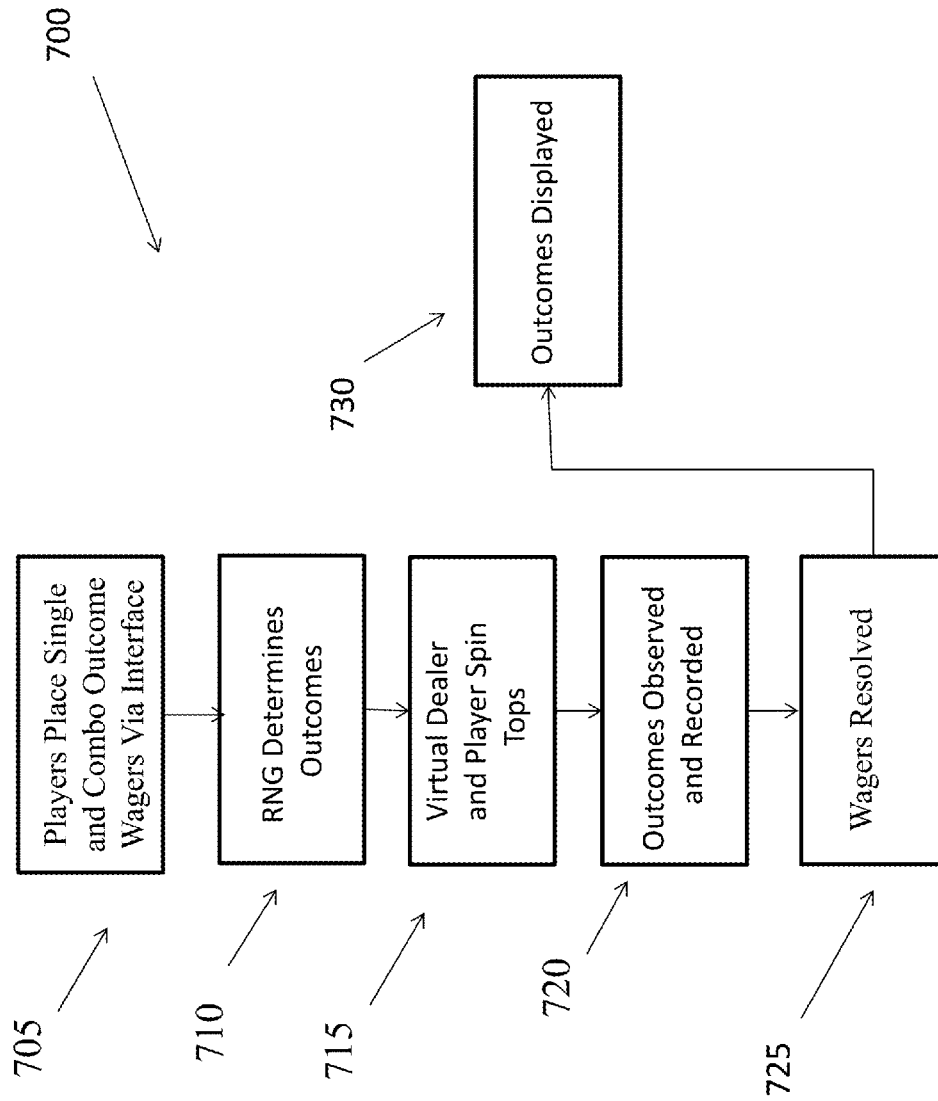 700
705
Players Place Single
and Combo Outcome
Wagers Via Interface
710
RNG Determines
Outcomes
715
Virtual Dealer
and Player Spin
Tops
720
Outcomes Observed
and Recorded
725
Wagers Resolved
730
Outcomes Displayed